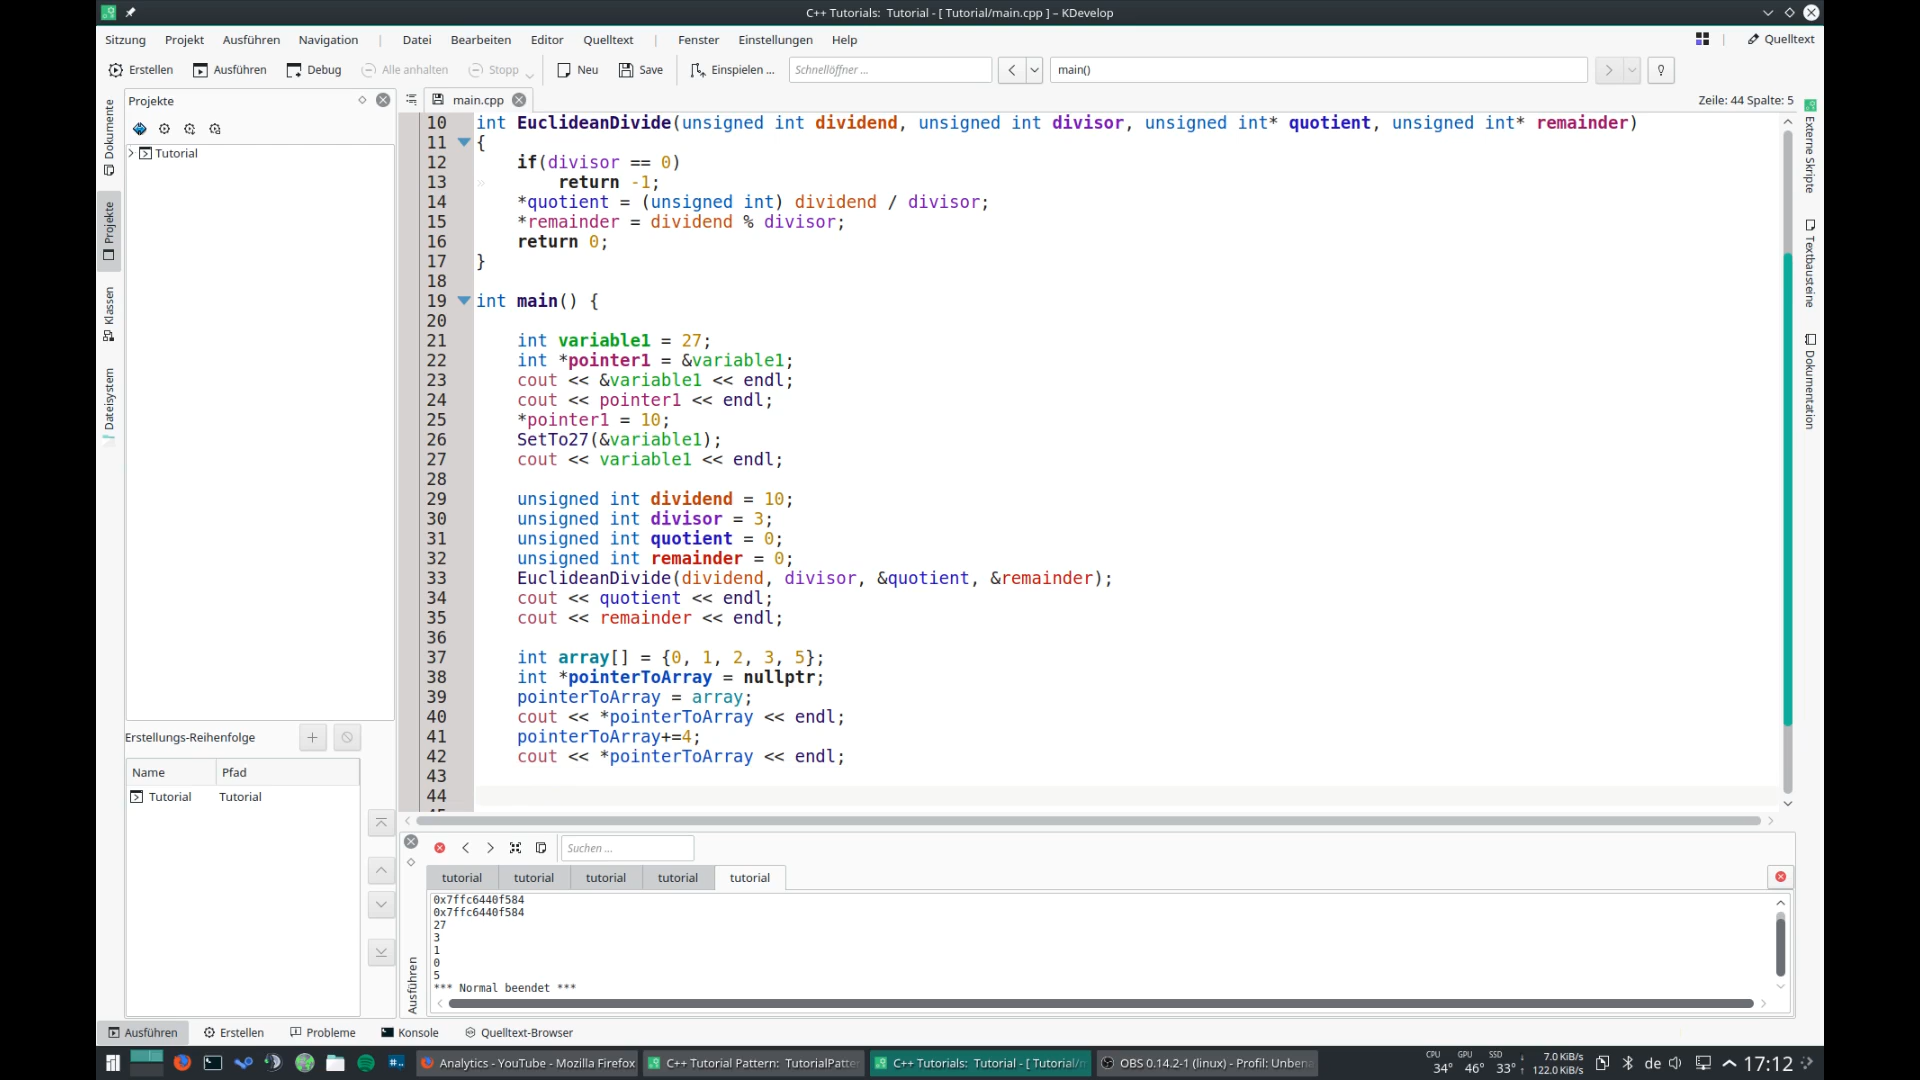 C++ Tutorials:  Tutorial - [ Tutorial/main.cpp ] – KDevelop
Sitzung Projekt Ausführen Navigation | Datei Bearbeiten Editor Quelltext | Fenster Einstellungen Help Quelltext
Erstellen Ausführen Debug Alle anhalten Stopp Neu Save Einspielen ... Schnellöffner ... main()
Projekte
main.cpp
Zeile: 44 Spalte: 5
Dokumente
Projekte
Klassen
Dateisystem
Tutorial
10 int EuclideanDivide(unsigned int dividend, unsigned int divisor, unsigned int* quotient, unsigned int* remainder)
11 {
12     if(divisor == 0)
13         return -1;
14     *quotient = (unsigned int) dividend / divisor;
15     *remainder = dividend % divisor;
16     return 0;
17 }
18
19 int main() {
20
21     int variable1 = 27;
22     int *pointer1 = &variable1;
23     cout << &variable1 << endl;
24     cout << pointer1 << endl;
25     *pointer1 = 10;
26     SetTo27(&variable1);
27     cout << variable1 << endl;
28
29     unsigned int dividend = 10;
30     unsigned int divisor = 3;
31     unsigned int quotient = 0;
32     unsigned int remainder = 0;
33     EuclideanDivide(dividend, divisor, &quotient, &remainder);
34     cout << quotient << endl;
35     cout << remainder << endl;
36
37     int array[] = {0, 1, 2, 3, 5};
38     int *pointerToArray = nullptr;
39     pointerToArray = array;
40     cout << *pointerToArray << endl;
41     pointerToArray+=4;
42     cout << *pointerToArray << endl;
43
44
Externe Skripte
Textbausteine
Dokumentation
Erstellungs-Reihenfolge
Name Pfad
Tutorial Tutorial
Suchen ...
tutorial tutorial tutorial tutorial tutorial
Ausführen
0x7ffc6440f584
0x7ffc6440f584
27
3
1
0
5
*** Normal beendet ***
Ausführen Erstellen Probleme Konsole Quelltext-Browser
Analytics - YouTube - Mozilla Firefox
C++ Tutorial Pattern:  TutorialPatte
C++ Tutorials:  Tutorial - [ Tutorial/m
OBS 0.14.2-1 (linux) - Profil: Unbena
CPU GPU SSD
34° 46° 33°
7.0 KiB/s
122.0 KiB/s
de
17:12